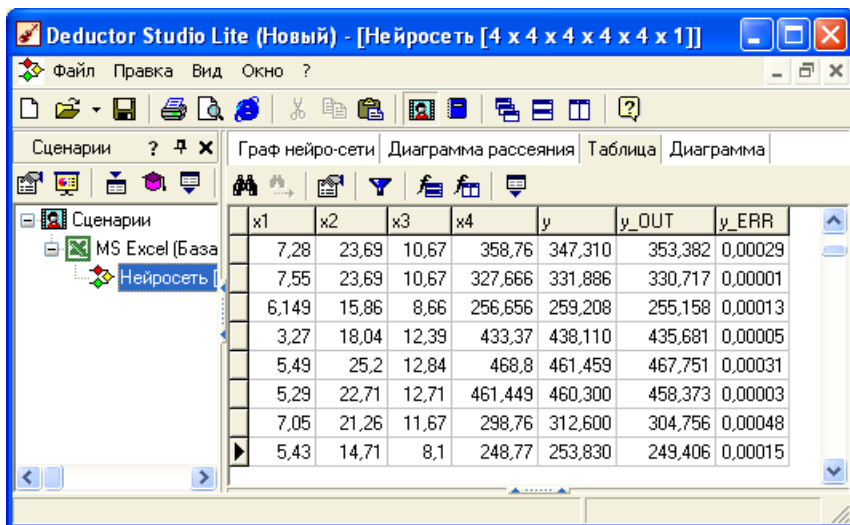 Deductor Studio Lite (Новый) - [Нейросеть [4 x 4 x 4 x 4 x 4 x 1]]
Файл Правка Вид Окно ?
Сценарии ?
Граф нейро-сети Диаграмма рассеяния Таблица Диаграмма
Сценарии
MS Excel (База
Нейросеть [
x1 x2 x3 x4 y y_OUT y_ERR
7,28 23,69 10,67 358,76 347,310 353,382 0,00029
7,55 23,69 10,67 327,666 331,886 330,717 0,00001
6,149 15,86 8,66 256,656 259,208 255,158 0,00013
3,27 18,04 12,39 433,37 438,110 435,681 0,00005
5,49 25,2 12,84 468,8 461,459 467,751 0,00031
5,29 22,71 12,71 461,449 460,300 458,373 0,00003
7,05 21,26 11,67 298,76 312,600 304,756 0,00048
5,43 14,71 8,1 248,77 253,830 249,406 0,00015